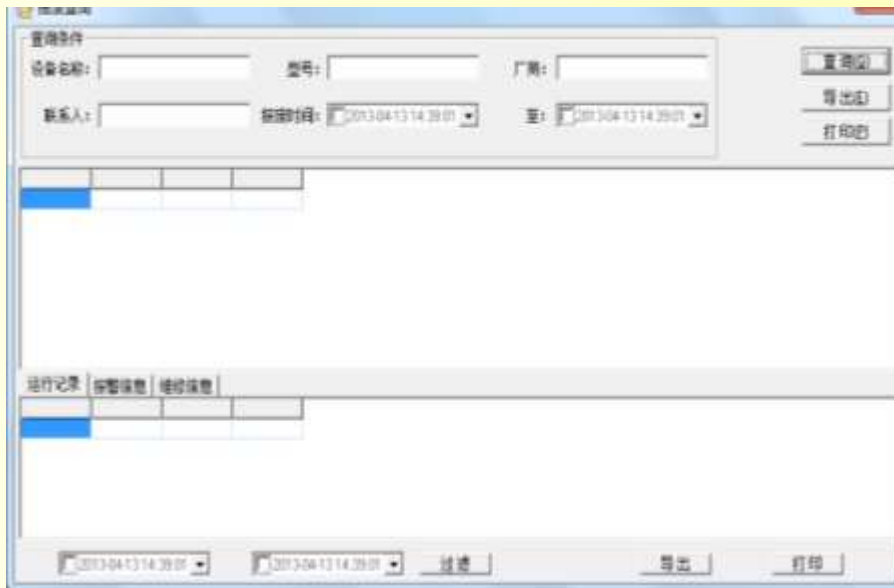 查询条件
设备名称： 型号： 厂商： 查询(Q)
导出(E)
联系人： 报废时间： 2013-04-13 14:39:01 至： 2013-04-13 14:39:01
打印(P)
运行记录 报警信息 维修信息
2013-04-13 14:39:01 2013-04-13 14:39:01 过滤 导出 打印